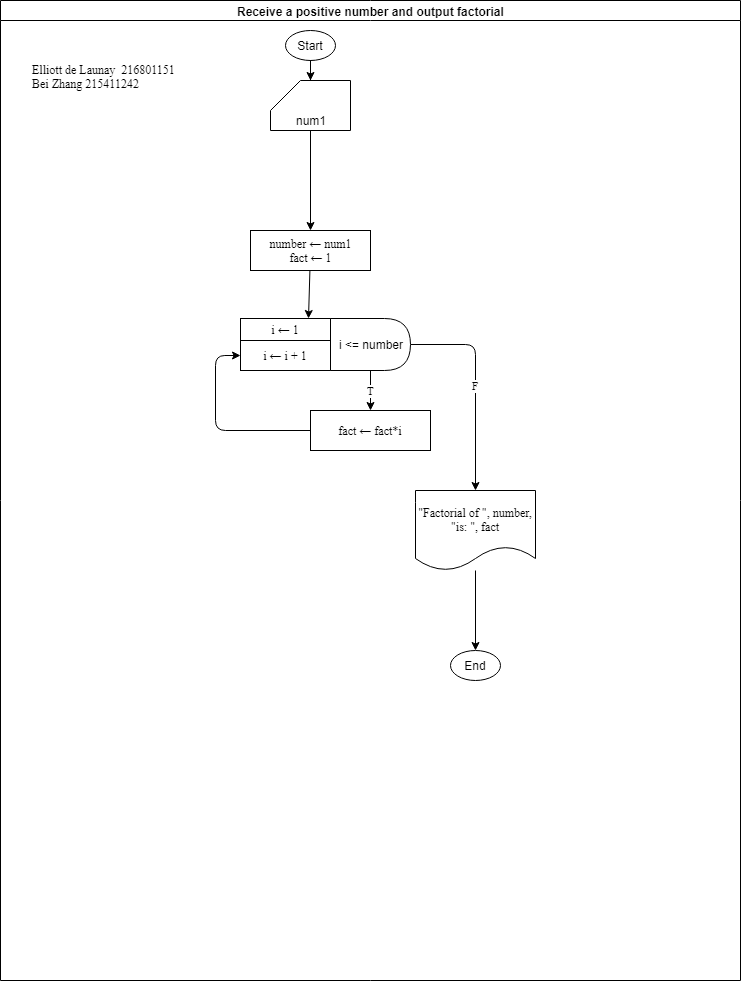 Receive a positive number and output factorial
Start
Elliott de Launay  216801151
Bei Zhang 215411242
num1
number ← num1
fact ← 1
i ← 1
i <= number
i ← i + 1
T
F
fact ← fact*i
"Factorial of ", number,
"is: ", fact
End